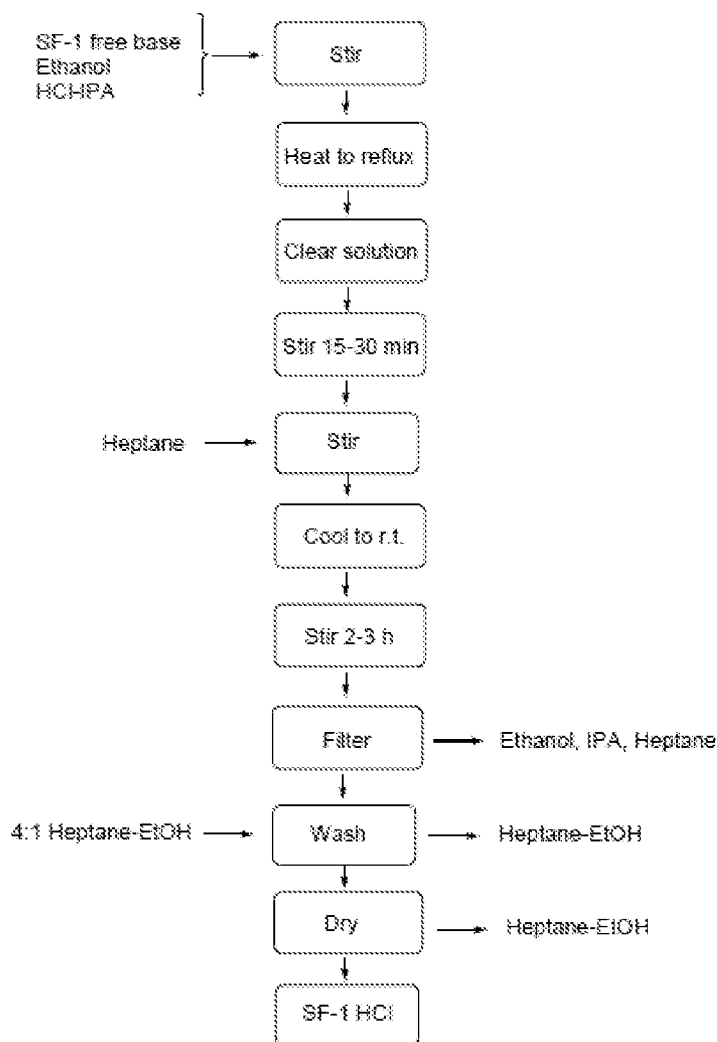 SF-1 free base
Ethanol
HCl-IPA
Stir
Heat to reflux
Clear solution
Stir 15-30 min
Heptane
Stir
Cool to r.t.
Stir 2-3 h
Filter
Ethanol, IPA, Heptane
4:1 Heptane-EtOH
Wash
Heptane-EtOH
Dry
Heptane-EtOH
SF-1 HCl